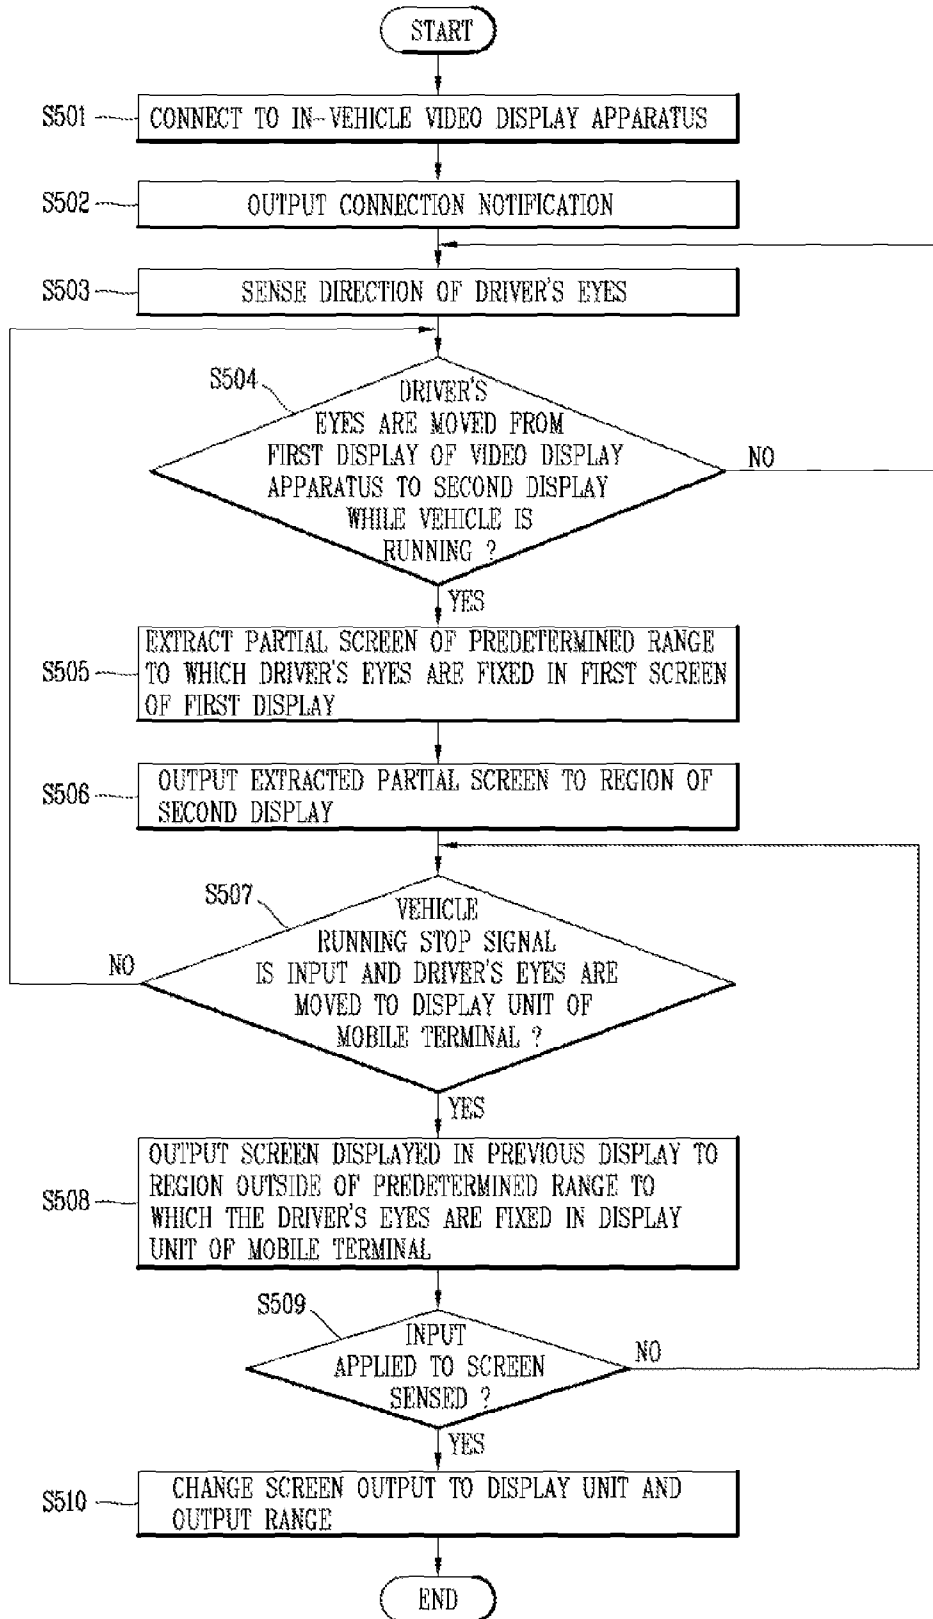 START
S501
CONNECT TO IN-VEHICLE VIDEO DISPLAY APPARATUS
S502
OUTPUT CONNECTION NOTIFICATION
S503
SENSE DIRECTION OF DRIVER'S EYES
S504
DRIVER'S
EYES ARE MOVED FROM
FIRST DISPLAY OF VIDEO DISPLAY
APPARATUS TO SECOND DISPLAY
WHILE VEHICLE IS
RUNNING ?
NO
YES
S505
EXTRACT PARTIAL SCREEN OF PREDETERMINED RANGE
TO WHICH DRIVER'S EYES ARE FIXED IN FIRST SCREEN
OF FIRST DISPLAY
S506
OUTPUT EXTRACTED PARTIAL SCREEN TO REGION OF
SECOND DISPLAY
S507
VEHICLE
RUNNING STOP SIGNAL
IS INPUT AND DRIVER'S EYES ARE
MOVED TO DISPLAY UNIT OF
MOBILE TERMINAL ?
NO
YES
S508
OUTPUT SCREEN DISPLAYED IN PREVIOUS DISPLAY TO
REGION OUTSIDE OF PREDETERMINED RANGE TO
WHICH THE DRIVER'S EYES ARE FIXED IN DISPLAY
UNIT OF MOBILE TERMINAL
S509
INPUT
APPLIED TO SCREEN
SENSED ?
NO
YES
S510
CHANGE SCREEN OUTPUT TO DISPLAY UNIT AND
OUTPUT RANGE
END